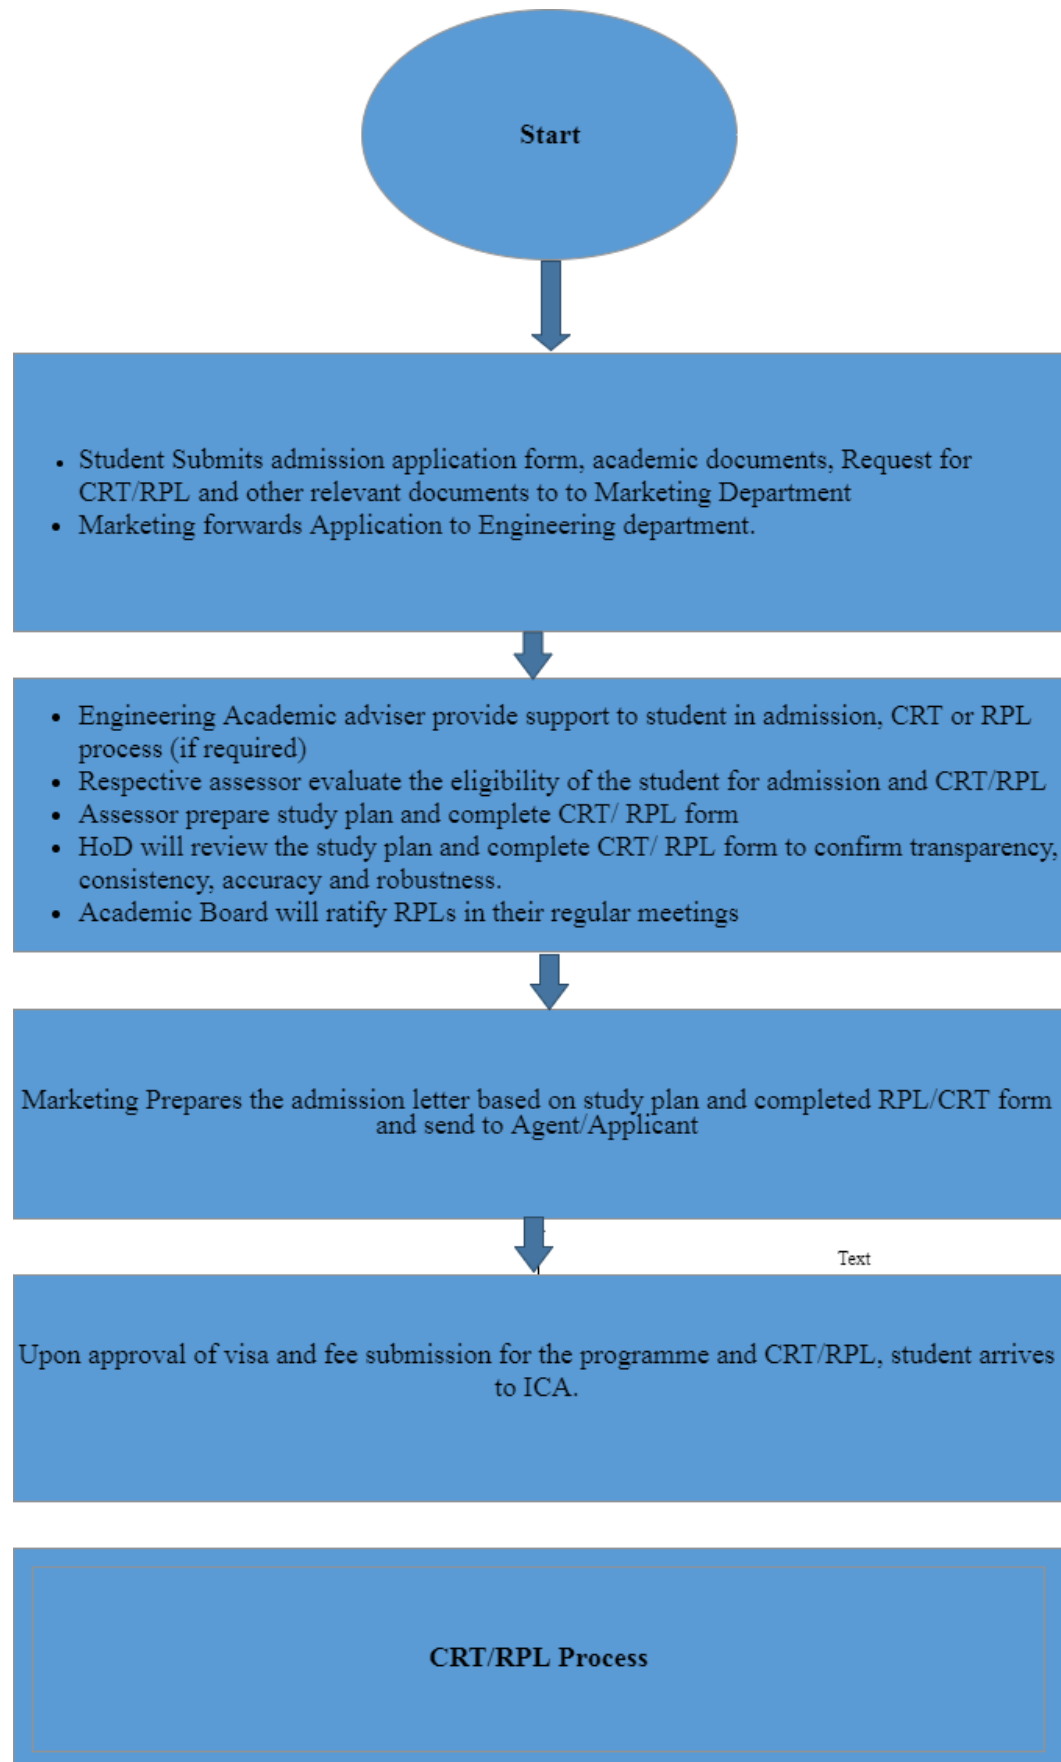 Start
• Student Submits admission application form, academic documents, Request for
CRT/RPL and other relevant documents to to Marketing Department
• Marketing forwards Application to Engineering department.
• Engineering Academic adviser provide support to student in admission, CRT or RPL
process (if required)
• Respective assessor evaluate the eligibility of the student for admission and CRT/RPL
• Assessor prepare study plan and complete CRT/ RPL form
• HoD will review the study plan and complete CRT/ RPL form to confirm transparency,
consistency, accuracy and robustness.
• Academic Board will ratify RPLs in their regular meetings
Marketing Prepares the admission letter based on study plan and completed RPL/CRT form
and send to Agent/Applicant
Text
Upon approval of visa and fee submission for the programme and CRT/RPL, student arrives
to ICA.
CRT/RPL Process